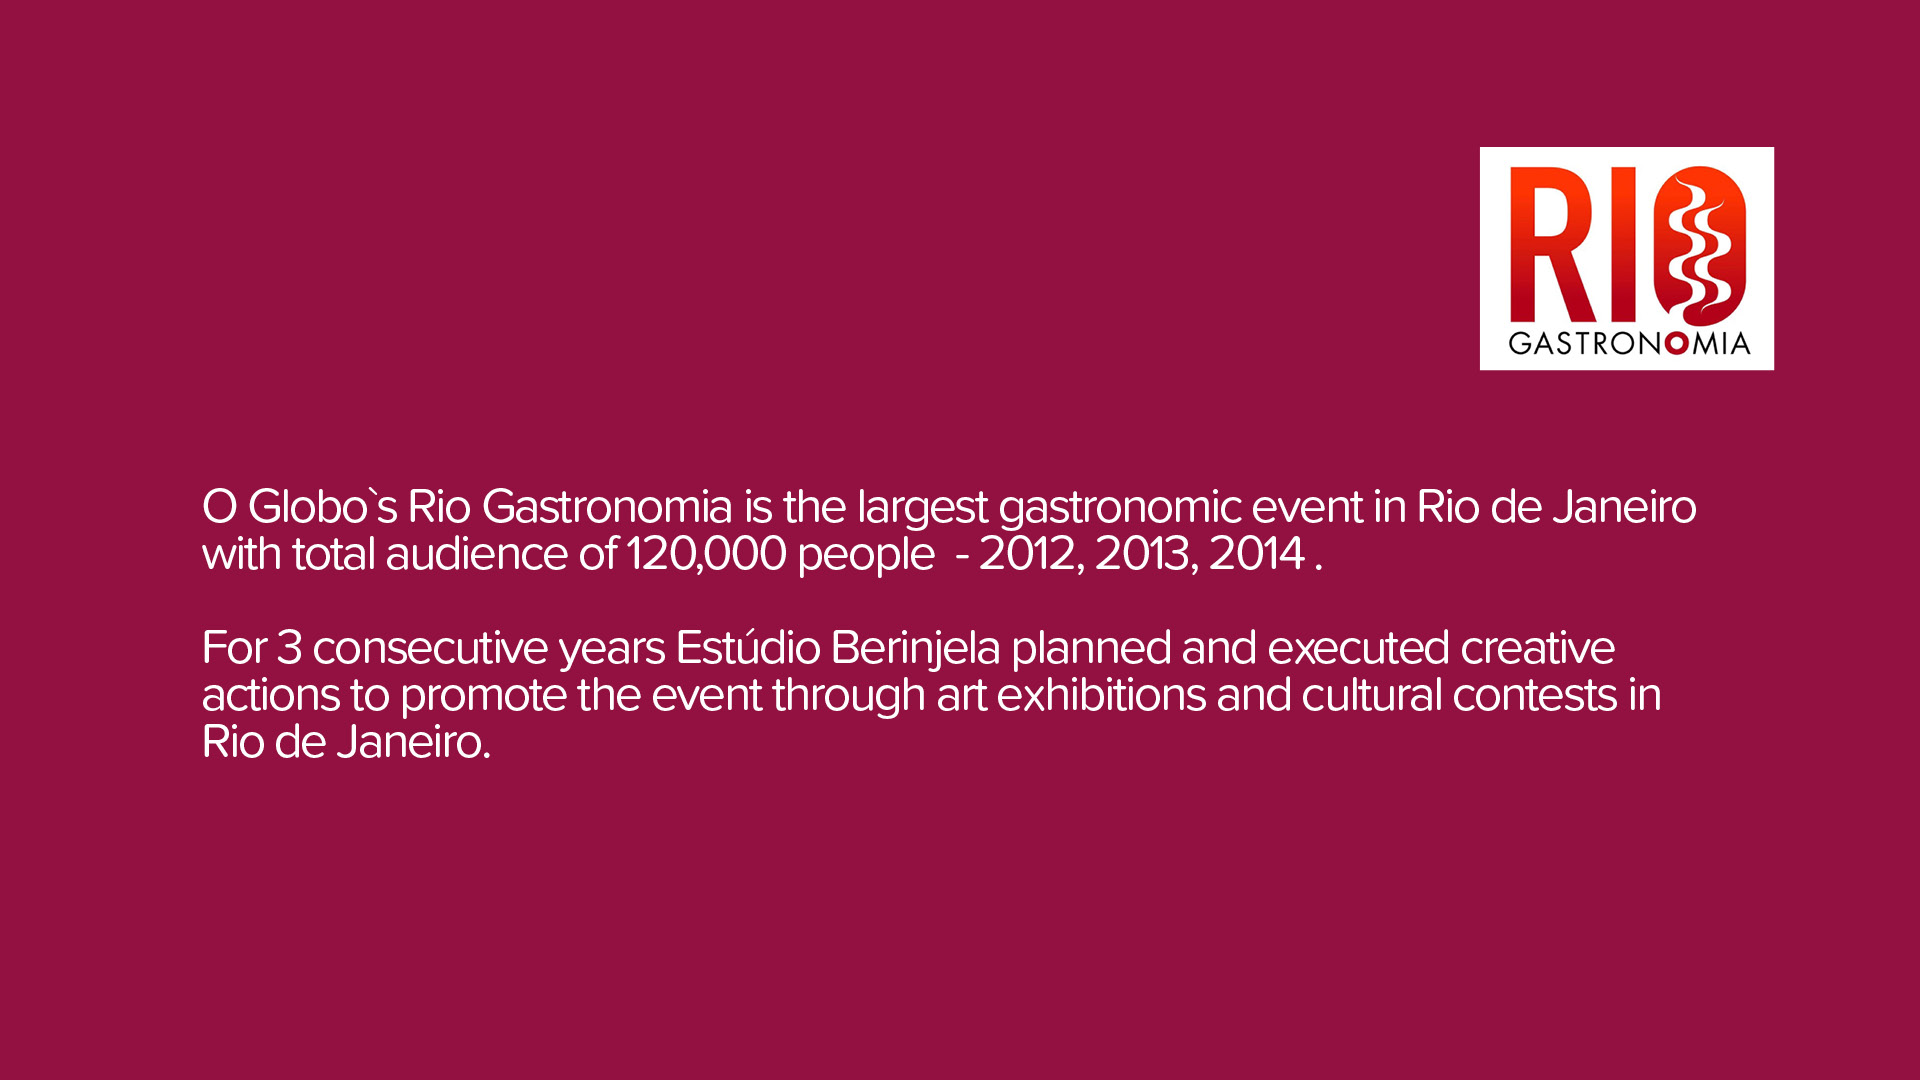 RIO
GASTRONOMIA
O Globo`s Rio Gastronomia is the largest gastronomic event in Rio de Janeiro
with total audience of 120,000 people  - 2012, 2013, 2014 .
For 3 consecutive years Estúdio Berinjela planned and executed creative
actions to promote the event through art exhibitions and cultural contests in
Rio de Janeiro.